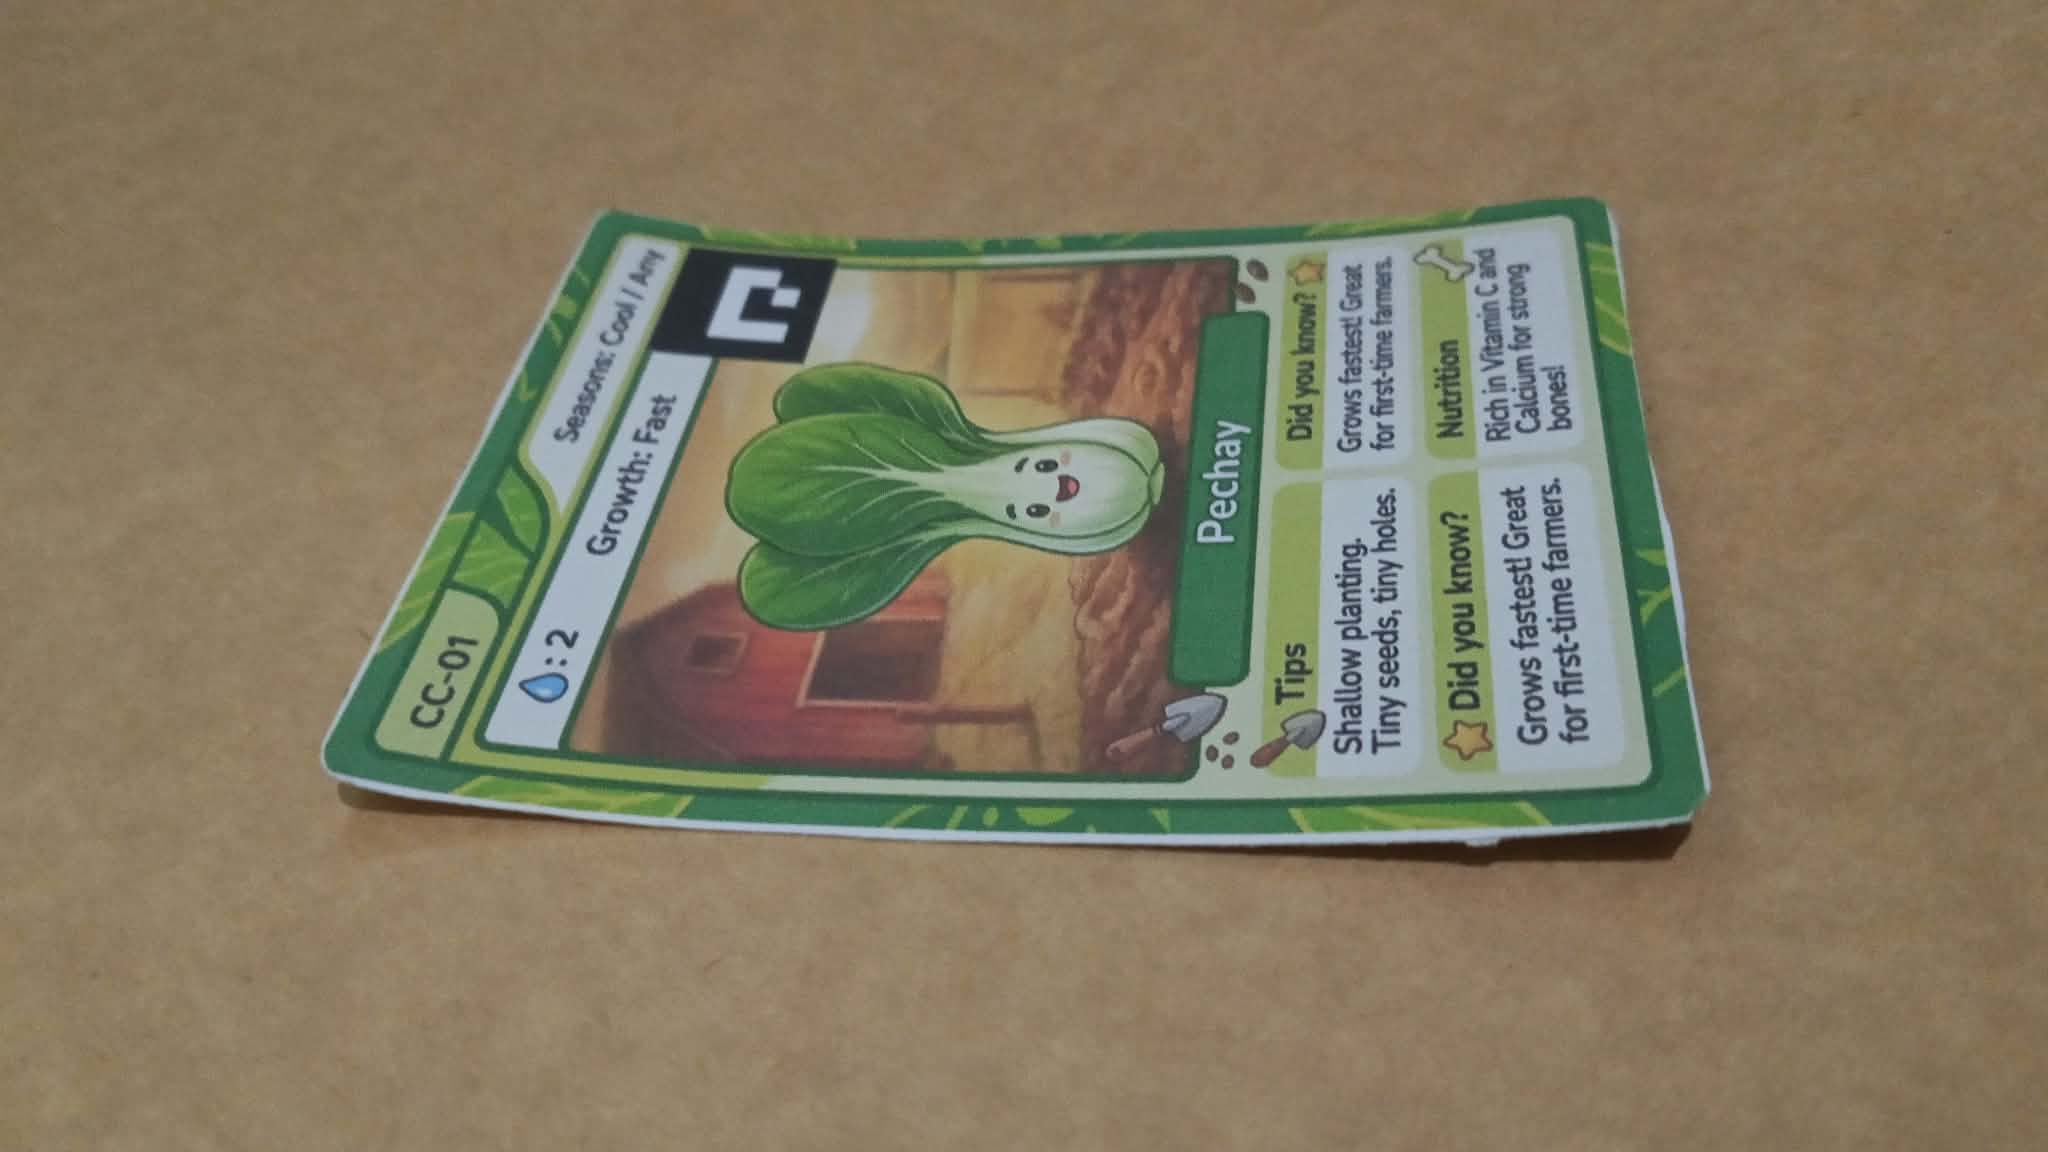 CC-01
Seasons: Cool / Any
: 2
Growth: Fast
Pechay
Tips
Shallow planting.
Tiny seeds, tiny holes.
Did you know?
Grows fastest! Great
for first-time farmers.
Did you know?
Grows fastest! Great
for first-time farmers.
Nutrition
Rich in Vitamin C and
Calcium for strong
bones!